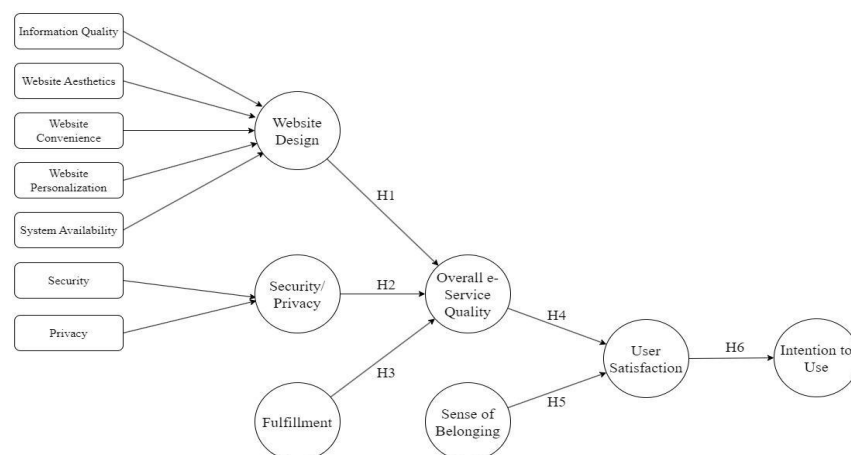 Information Quality
Website Aesthetics
Website
Convenience
Website
Personalization
System Availability
Security
Privacy
Website
Design
Security/
Privacy
Fulfillment
H1
H2
H3
Overall e-
Service
Quality
Sense of
Belonging
H4
H5
User
Satisfaction
H6
Intention to
Use